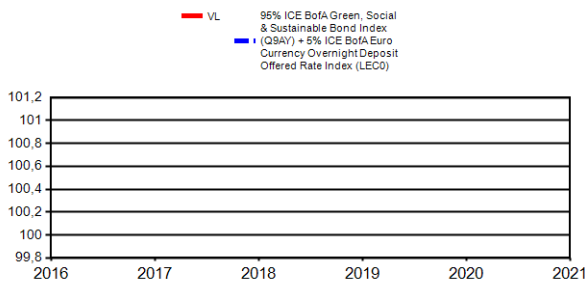 VL
95% ICE BofA Green, Social
& Sustainable Bond Index
(Q9AY) + 5% ICE BofA Euro
Currency Overnight Deposit
Offered Rate Index (LEC0)
101,2
101
100,8
100,6
100,4
100,2
100
99,8
2016 2017 2018 2019 2020 2021